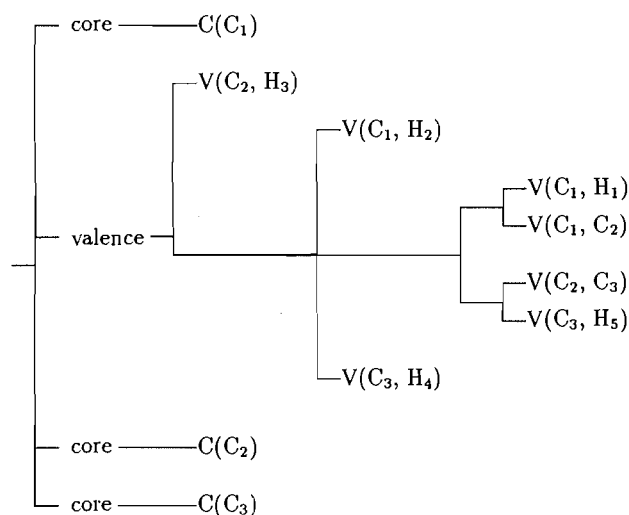 core C(C₁)
V(C₂, H₃)
V(C₁, H₂)
V(C₁, H₁)
V(C₁, C₂)
valence
V(C₂, C₃)
V(C₃, H₅)
V(C₃, H₄)
core C(C₂)
core C(C₃)